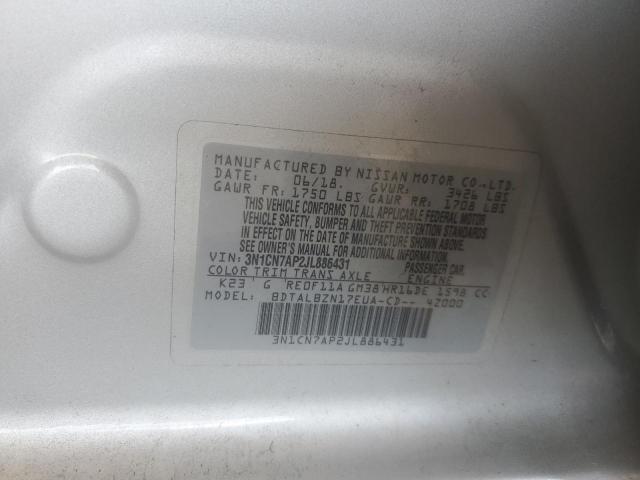 MANUFACTURED BY NISSAN MOTOR CO.,LTD.
DATE: 06/18. GVWR: 3426 LBS
GAWR FR: 1750 LBS GAWR RR: 1708 LBS
THIS VEHICLE CONFORMS TO ALL APPLICABLE FEDERAL MOTOR
VEHICLE SAFETY, BUMPER AND THEFT PREVENTION STANDARDS
IN EFFECT ON THE DATE OF MANUFACTURE SHOWN ABOVE.
SEE OWNER'S MANUAL FOR ADDITIONAL INFORMATION
VIN: 3N1CN7AP2JL886431 PASSENGER CAR.
COLOR TRIM TRANS AXLE ENGINE
K23 G RE0F11A GM38 HR16DE 1598 CC
MODEL: BDTALBZN17EUA-CD-- 42000
3N1CN7AP2JL886431